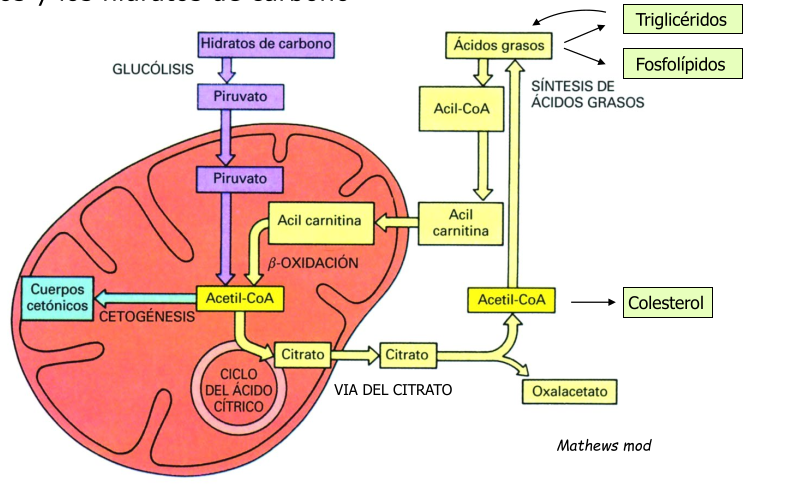 y los hidratos de carbono
Triglicéridos
Hidratos de carbono
Ácidos grasos
GLUCÓLISIS
Fosfolípidos
Piruvato
SÍNTESIS DE
ÁCIDOS GRASOS
Acil-CoA
Piruvato
Acil carnitina
Acil
carnitina
β-OXIDACIÓN
Cuerpos
cetónicos
Acetil-CoA
Acetil-CoA
Colesterol
CETOGÉNESIS
Citrato
Citrato
CICLO
DEL ÁCIDO
CÍTRICO
VIA DEL CITRATO
Oxalacetato
Mathews mod